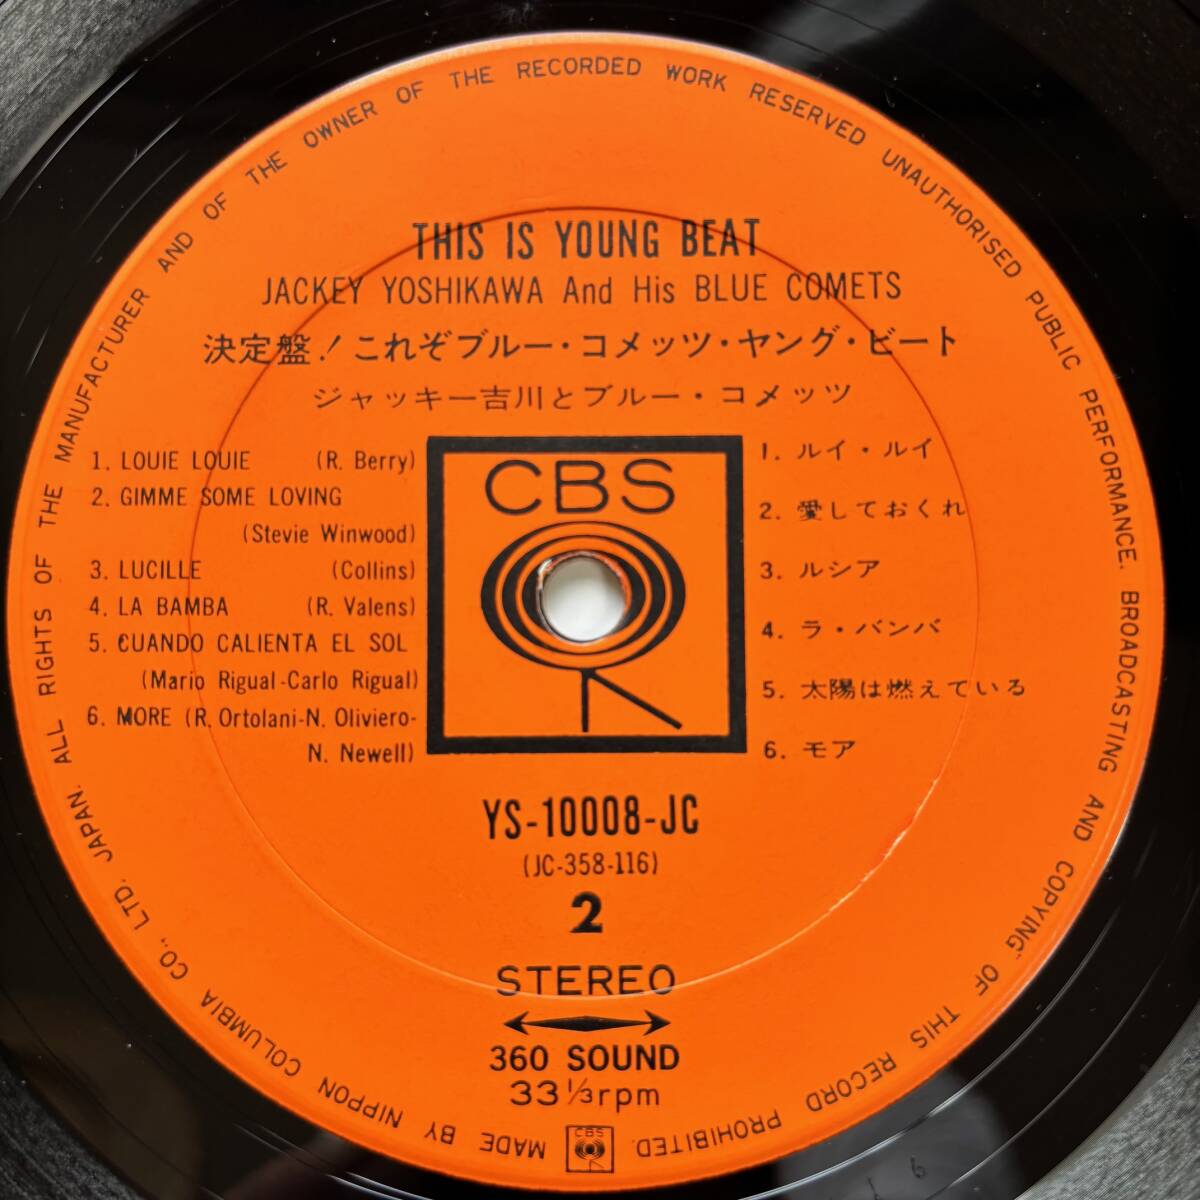 ALL RIGHTS OF THE MANUFACTURER AND OF THE OWNER OF THE RECORDED WORK RESERVED UNAUTHORISED PUBLIC PERFORMANCE. BROADCASTING AND COPYING OF THIS RECORD PROHIBITED.
THIS IS YOUNG BEAT
JACKEY YOSHIKAWA And His BLUE COMETS
決定盤!これぞブルー・コメッツ・ヤング・ビート
ジャッキー吉川とブルー・コメッツ
1. LOUIE LOUIE (R. Berry)
2. GIMME SOME LOVING
(Stevie Winwood)
3. LUCILLE (Collins)
4. LA BAMBA (R. Valens)
5. CUANDO CALIENTA EL SOL
(Mario Rigual-Carlo Rigual)
6. MORE (R. Ortolani-N. Oliviero-
N. Newell)
CBS
1. ルイ・ルイ
2. 愛しておくれ
3. ルシア
4. ラ・バンバ
5. 太陽は燃えている
6. モア
YS-10008-JC
(JC-358-116)
2
STEREO
360 SOUND
33 1/3 rpm
MADE BY NIPPON COLUMBIA CO., LTD. JAPAN.
CBS
6